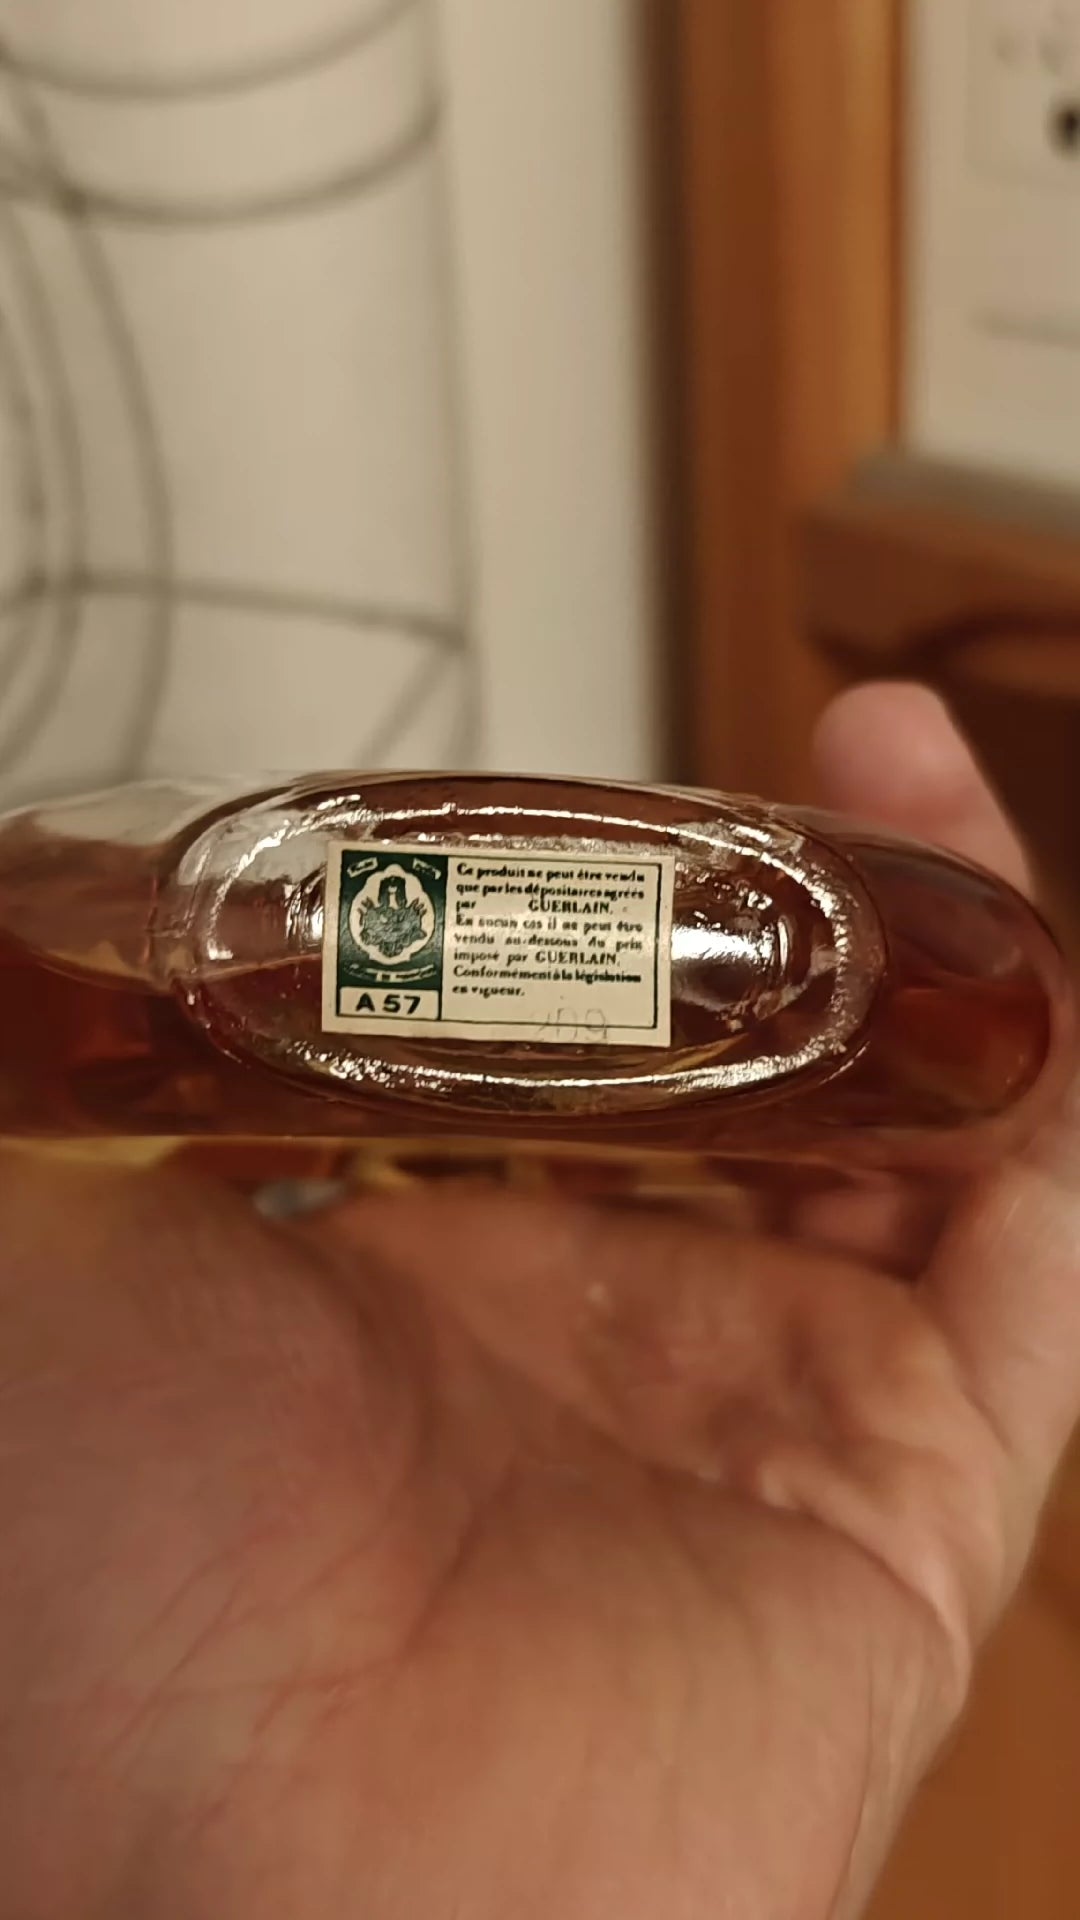 Ce produit ne peut être vendu
que par les dépositaires agréés
par GUERLAIN.
En aucun cas il ne peut être
vendu au-dessous du prix
imposé par GUERLAIN.
Conformément à la législation
en vigueur.
A 57